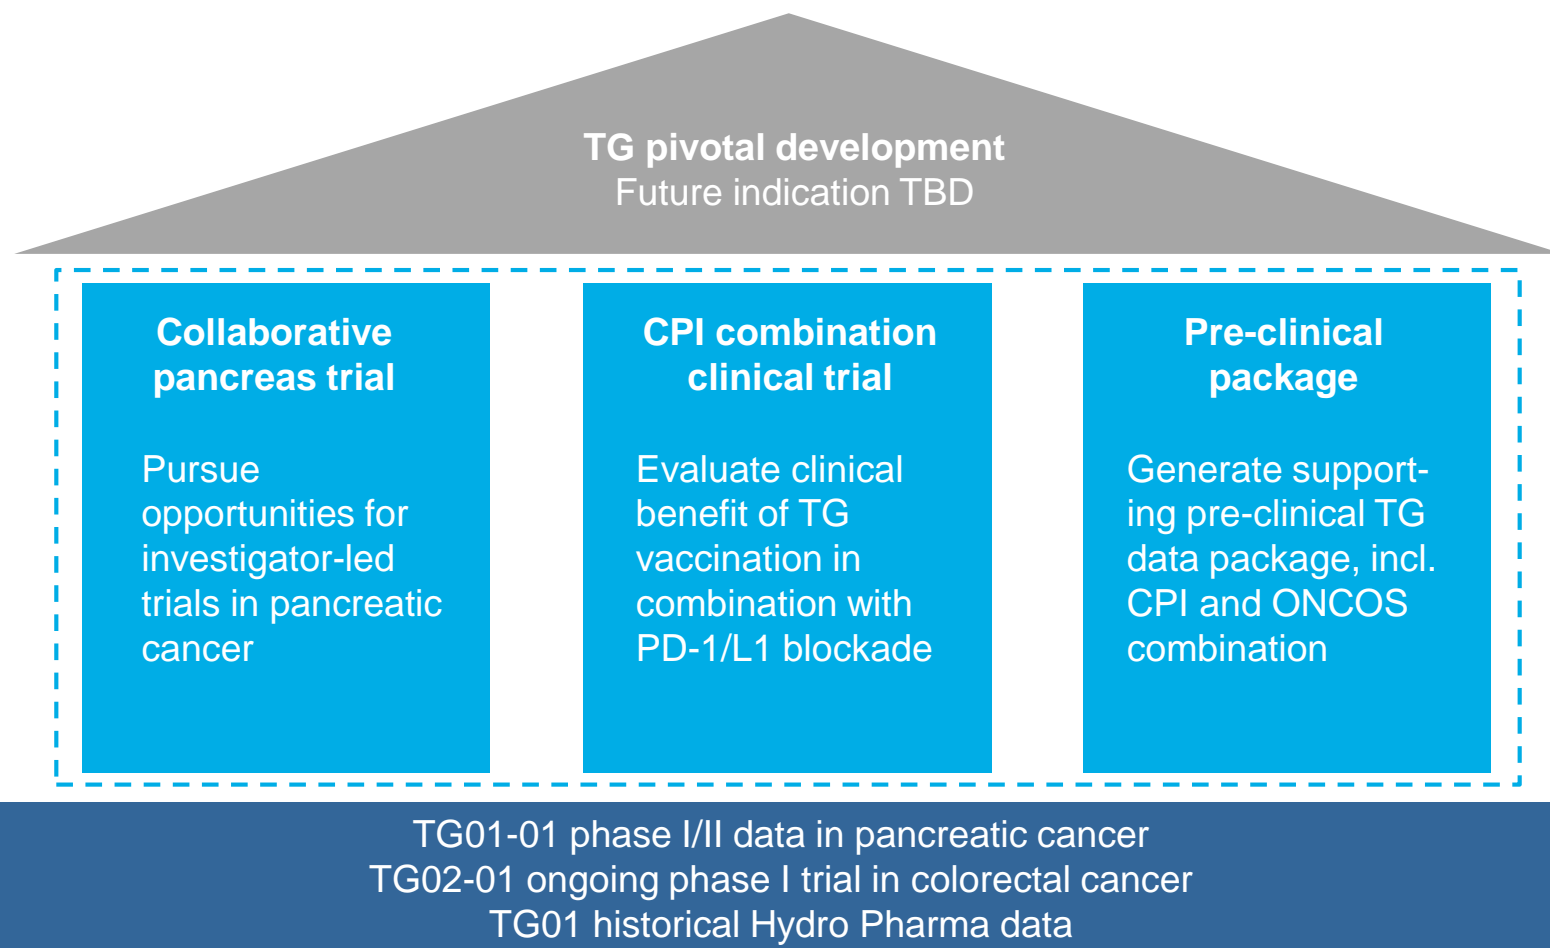 TG pivotal development
Future indication TBD
Collaborative
pancreas trial
Pursue
opportunities for
investigator-led
trials in pancreatic
cancer
CPI combination
clinical trial
Evaluate clinical
benefit of TG
vaccination in
combination with
PD-1/L1 blockade
Pre-clinical
package
Generate support-
ing pre-clinical TG
data package, incl.
CPI and ONCOS
combination
TG01-01 phase I/II data in pancreatic cancer
TG02-01 ongoing phase I trial in colorectal cancer
TG01 historical Hydro Pharma data